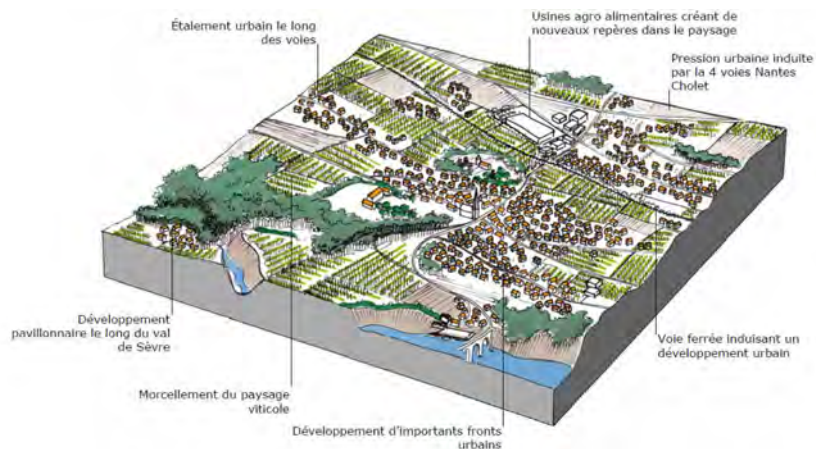 Étalement urbain le long
des voies
Usines agro alimentaires créant de
nouveaux repères dans le paysage
Pression urbaine induite
par la 4 voies Nantes
Cholet
Développement
pavillonnaire le long du val
de Sèvre
Voie ferrée induisant un
développement urbain
Morcellement du paysage
viticole
Développement d'importants fronts
urbains